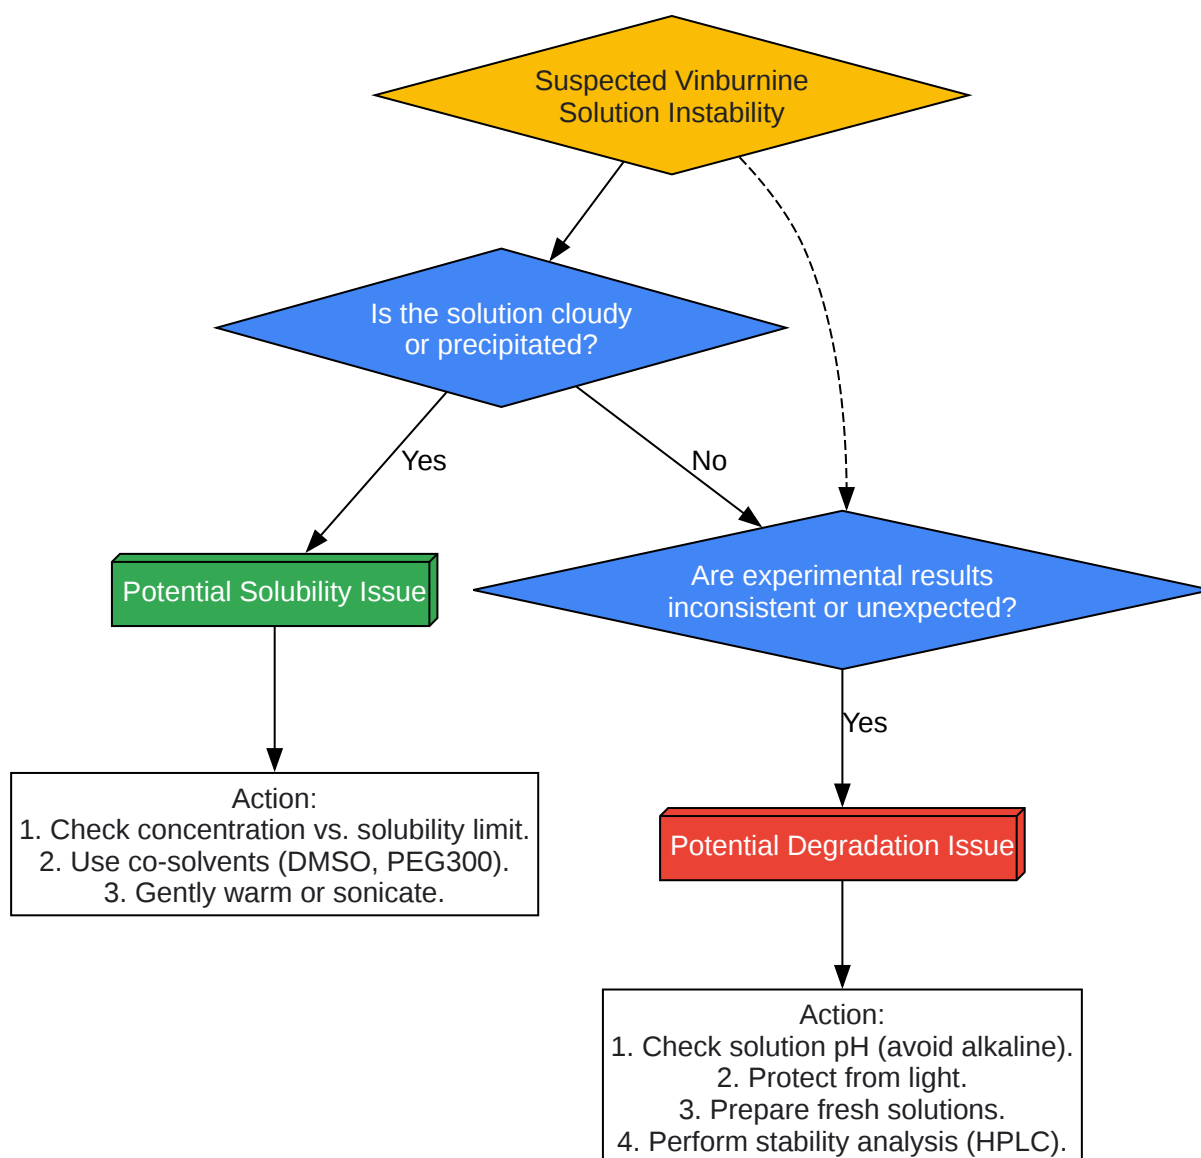 Suspected Vinburnine
Solution Instability
Is the solution cloudy
or precipitated?
Yes
No
Potential Solubility Issue
Are experimental results
inconsistent or unexpected?
Yes
Action:
1. Check concentration vs. solubility limit.
2. Use co-solvents (DMSO, PEG300).
3. Gently warm or sonicate.
Potential Degradation Issue
Action:
1. Check solution pH (avoid alkaline).
2. Protect from light.
3. Prepare fresh solutions.
4. Perform stability analysis (HPLC).